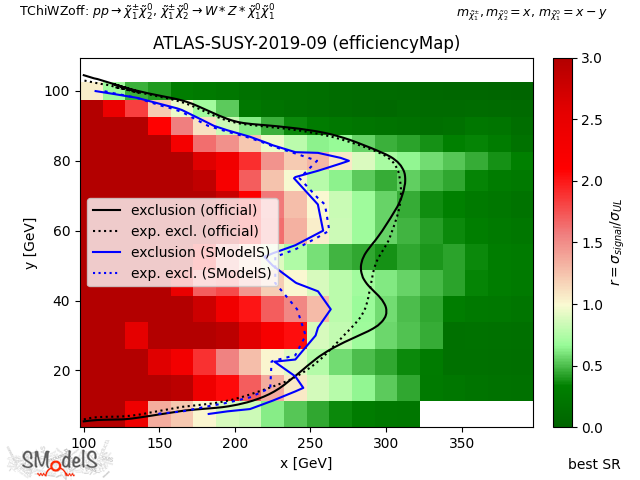 TChiWZoff: pp → χ̃₁^± χ̃₂⁰, χ̃₁^± χ̃₂⁰ → W*Z* χ̃₁⁰ χ̃₁⁰
m_χ̃₁^± , m_χ̃₂⁰ = x, m_χ̃₁⁰ = x − y
ATLAS-SUSY-2019-09 (efficiencyMap)
y [GeV]
100
80
60
40
20
exclusion (official)
exp. excl. (official)
exclusion (SModelS)
exp. excl. (SModelS)
100 150 200 250 300 350
x [GeV]
3.0
2.5
2.0
1.5
1.0
0.5
0.0
r = σ_signal/σ_UL
SModelS
best SR